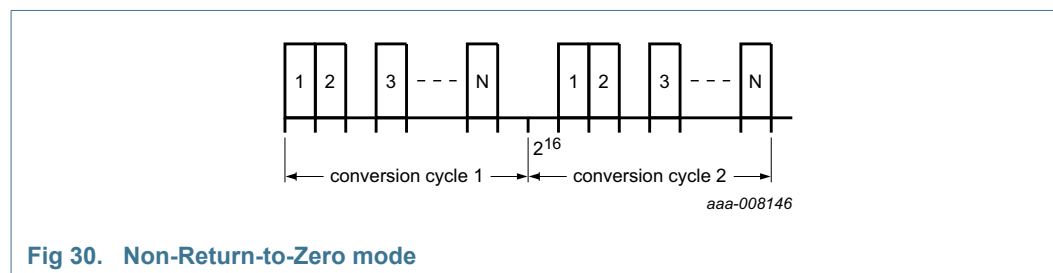 1 2 3 - - - N 1 2 3 - - - N
2^16
conversion cycle 1 conversion cycle 2
aaa-008146
Fig 30. Non-Return-to-Zero mode